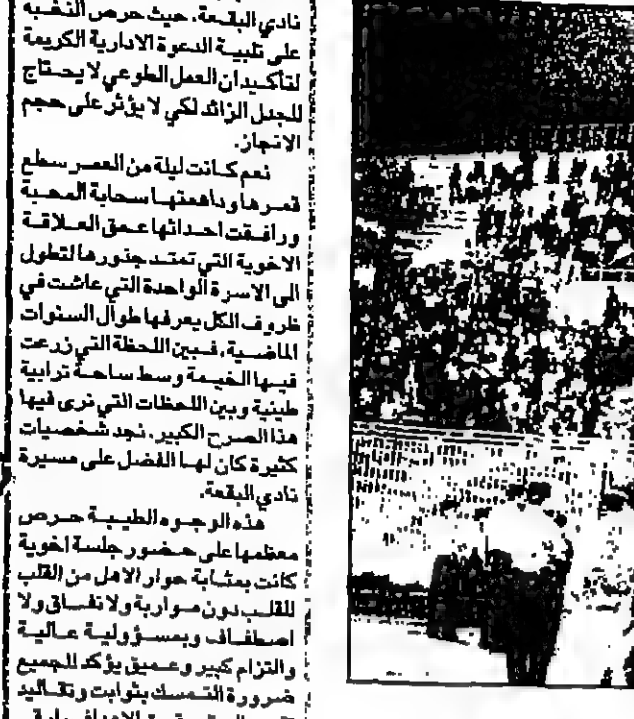 نادي البقعة، حيث حرص النخبه
على تلبية الدعوة الادارية الكريمة
لتأكيد ان العمل الطوعي لا يحتاج
للجدل الزائد لكي لا يؤثر على حجم
الانجاز.
نعم كانت ليلة من العمر سطع
قمرها وداهمتها سحابة المحبة
ورافقت احداثها عمق العلاقة
الاخوية التي تمتد جذورها لتطول
الى الاسرة الواحدة التي عاشت في
ظروف الكل يعرفها طوال السنوات
الماضية، فبين اللحظة التي زرعت
فيها الخيمة وسط ساحة ترابية
طينية وبين اللحظات التي نرى فيها
هذا الصرح الكبير، نجد شخصيات
كثيرة كان لها الفضل على مسيرة
نادي البقعة.
هذه الوجوه الطيبة حرص
معظمها على حضور جلسة اخوية
كانت بمثابة حوار الاهل من القلب
للقلب دون مواربة ولا نفاق ولا
اصطفاف وبمسؤولية عالية
والتزام كبير وعميق يؤكد للجميع
ضرورة التمسك بثوابت وتقاليد